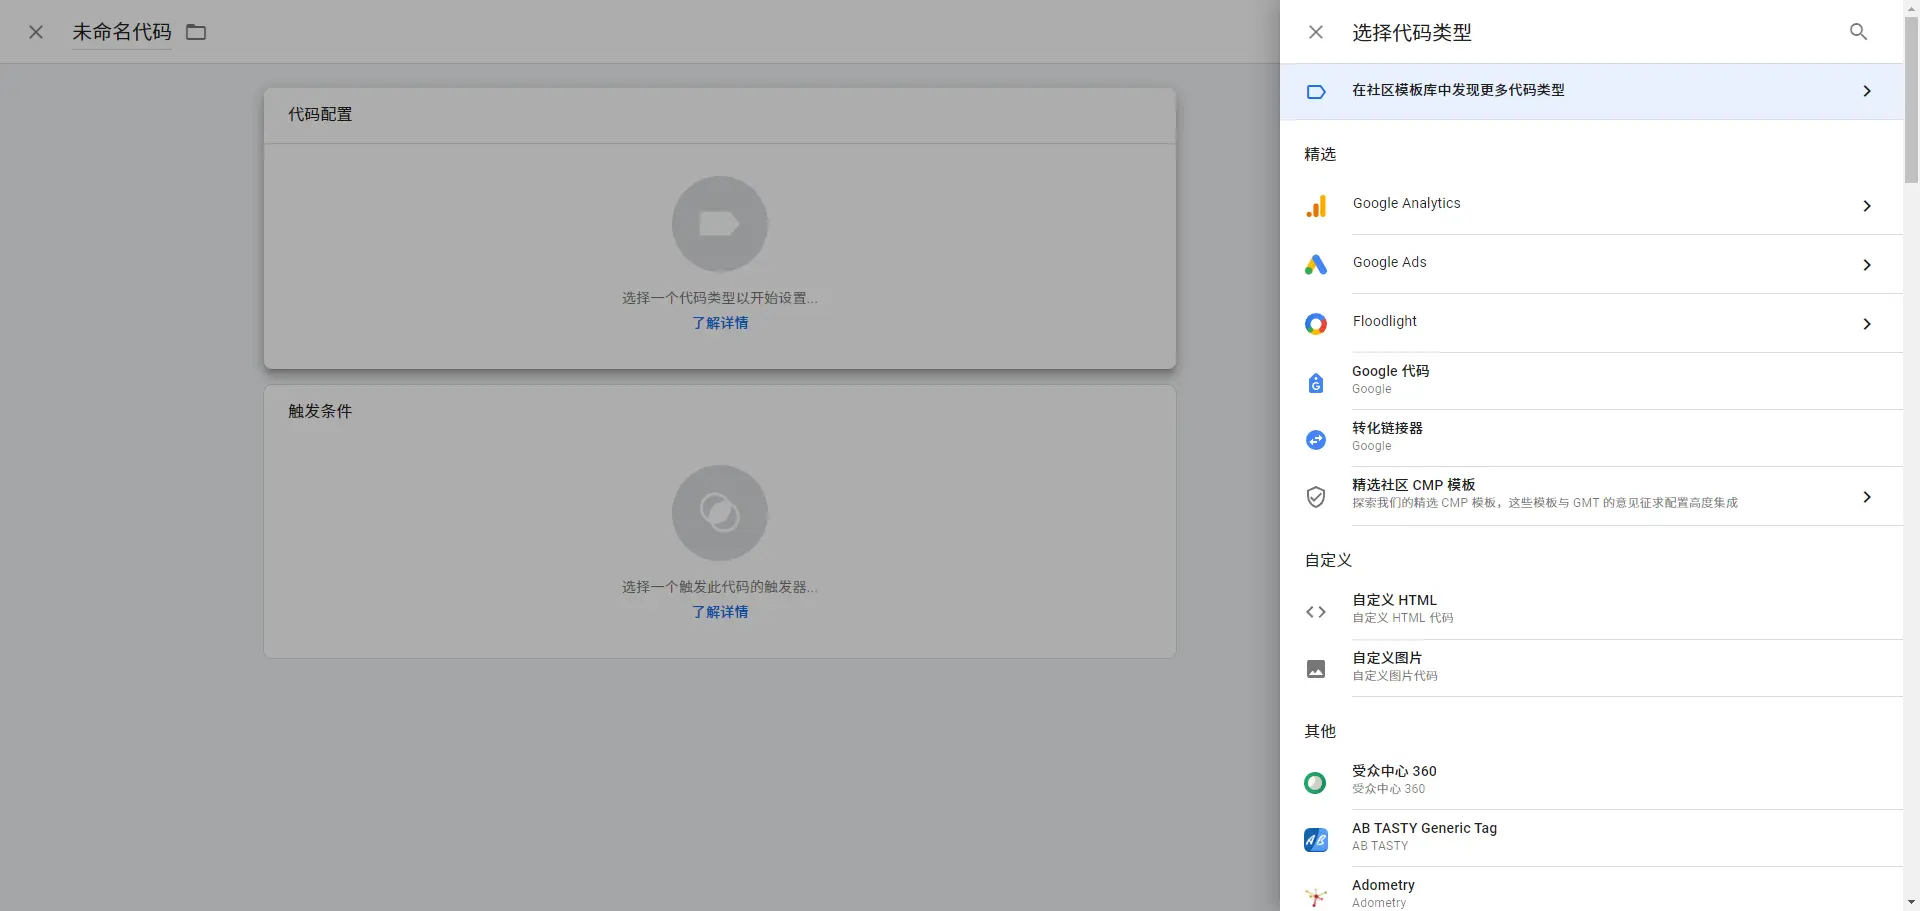 未命名代码
代码配置
选择一个代码类型以开始设置...
了解详情
触发条件
选择一个触发此代码的触发器...
了解详情
选择代码类型
在社区模板库中发现更多代码类型
精选
Google Analytics
Google Ads
Floodlight
Google 代码
Google
转化链接器
Google
精选社区 CMP 模板
探索我们的精选 CMP 模板，这些模板与 GMT 的意见征求配置高度集成
自定义
自定义 HTML
自定义 HTML 代码
自定义图片
自定义图片代码
其他
受众中心 360
受众中心 360
AB TASTY Generic Tag
AB TASTY
Adometry
Adometry